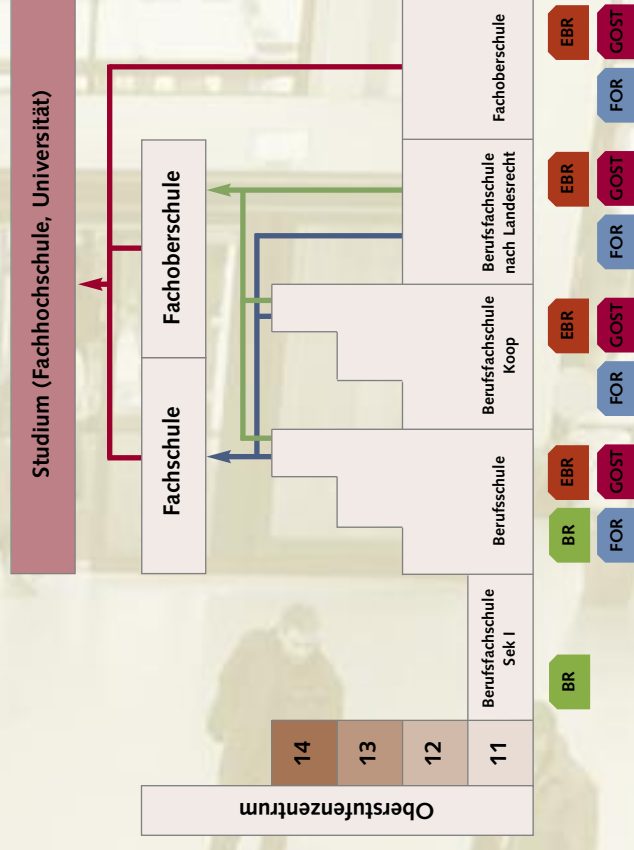 Studium (Fachhochschule, Universität)
Fachschule
Fachoberschule
Oberstufenzentrum
14
13
12
11
Berufsfachschule
Sek I
Berufsschule
Berufsfachschule
Koop
Berufsfachschule
nach Landesrecht
Fachoberschule
BR
BR EBR
FOR GOST
EBR
FOR GOST
EBR
FOR GOST
EBR
FOR GOST